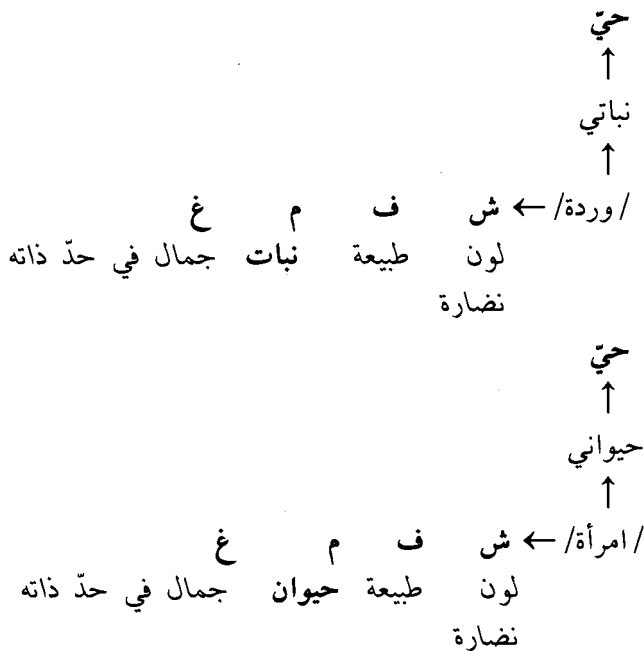 حيّ
↑
نباتي
↑
/وردة/ ← ش ف م غ
لون طبيعة نبات جمال في حدّ ذاته
نضارة
حيّ
↑
حيواني
↑
/امرأة/ ← ش ف م غ
لون طبيعة حيوان جمال في حدّ ذاته
نضارة